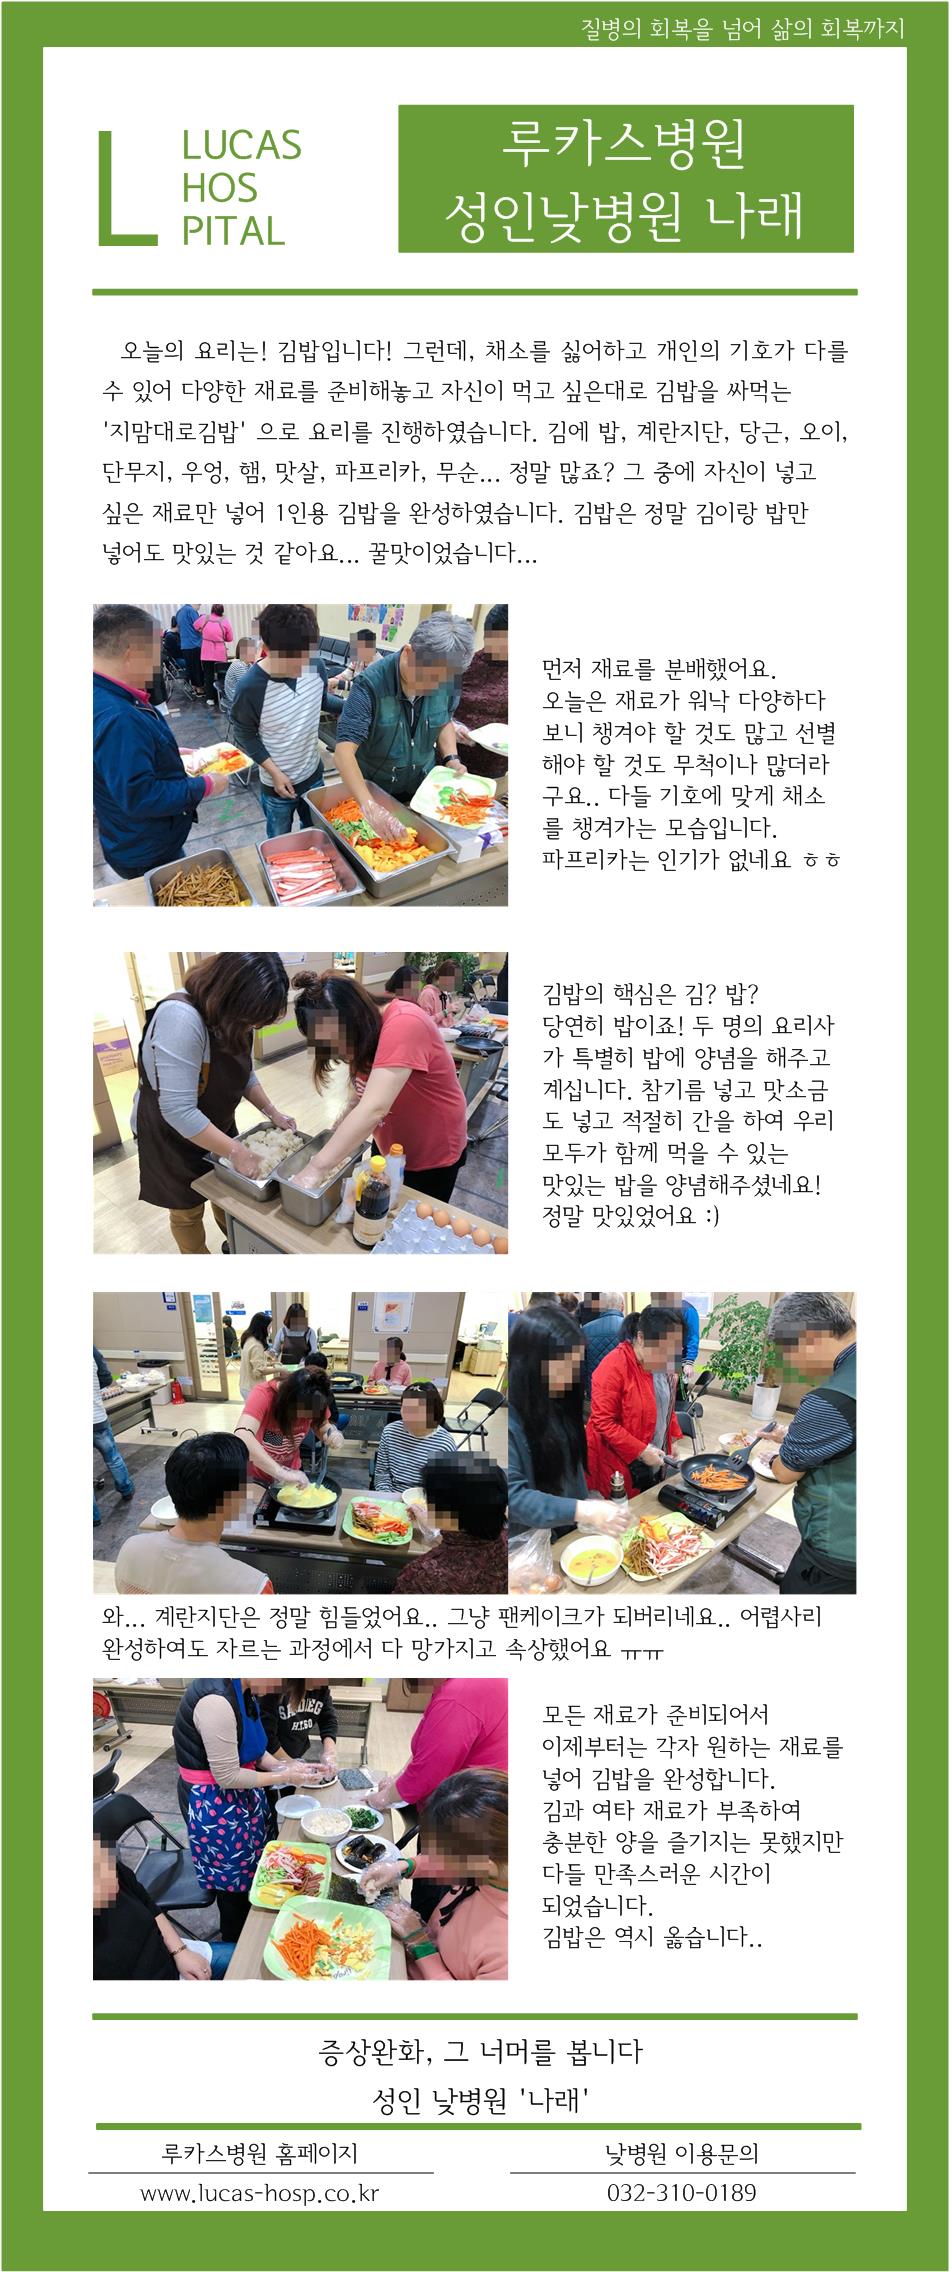 질병의 회복을 넘어 삶의 회복까지
LUCAS
HOS
PITAL
루카스병원
성인낮병원 나래
오늘의 요리는! 김밥입니다! 그런데, 채소를 싫어하고 개인의 기호가 다를
수 있어 다양한 재료를 준비해놓고 자신이 먹고 싶은대로 김밥을 싸먹는
'지맘대로김밥' 으로 요리를 진행하였습니다. 김에 밥, 계란지단, 당근, 오이,
단무지, 우엉, 햄, 맛살, 파프리카, 무순... 정말 많죠? 그 중에 자신이 넣고
싶은 재료만 넣어 1인용 김밥을 완성하였습니다. 김밥은 정말 김이랑 밥만
넣어도 맛있는 것 같아요... 꿀맛이었습니다...
먼저 재료를 분배했어요.
오늘은 재료가 워낙 다양하다
보니 챙겨야 할 것도 많고 선별
해야 할 것도 무척이나 많더라
구요.. 다들 기호에 맞게 채소
를 챙겨가는 모습입니다.
파프리카는 인기가 없네요 ㅎㅎ
김밥의 핵심은 김? 밥?
당연히 밥이죠! 두 명의 요리사
가 특별히 밥에 양념을 해주고
계십니다. 참기름 넣고 맛소금
도 넣고 적절히 간을 하여 우리
모두가 함께 먹을 수 있는
맛있는 밥을 양념해주셨네요!
정말 맛있었어요 :)
와... 계란지단은 정말 힘들었어요.. 그냥 팬케이크가 되버리네요.. 어렵사리
완성하여도 자르는 과정에서 다 망가지고 속상했어요 ㅠㅠ
SAN DIEG
모든 재료가 준비되어서
이제부터는 각자 원하는 재료를
넣어 김밥을 완성합니다.
김과 여타 재료가 부족하여
충분한 양을 즐기지는 못했지만
다들 만족스러운 시간이
되었습니다.
김밥은 역시 옳습니다..
증상완화, 그 너머를 봅니다
성인 낮병원 '나래'
루카스병원 홈페이지
낮병원 이용문의
www.lucas-hosp.co.kr
032-310-0189